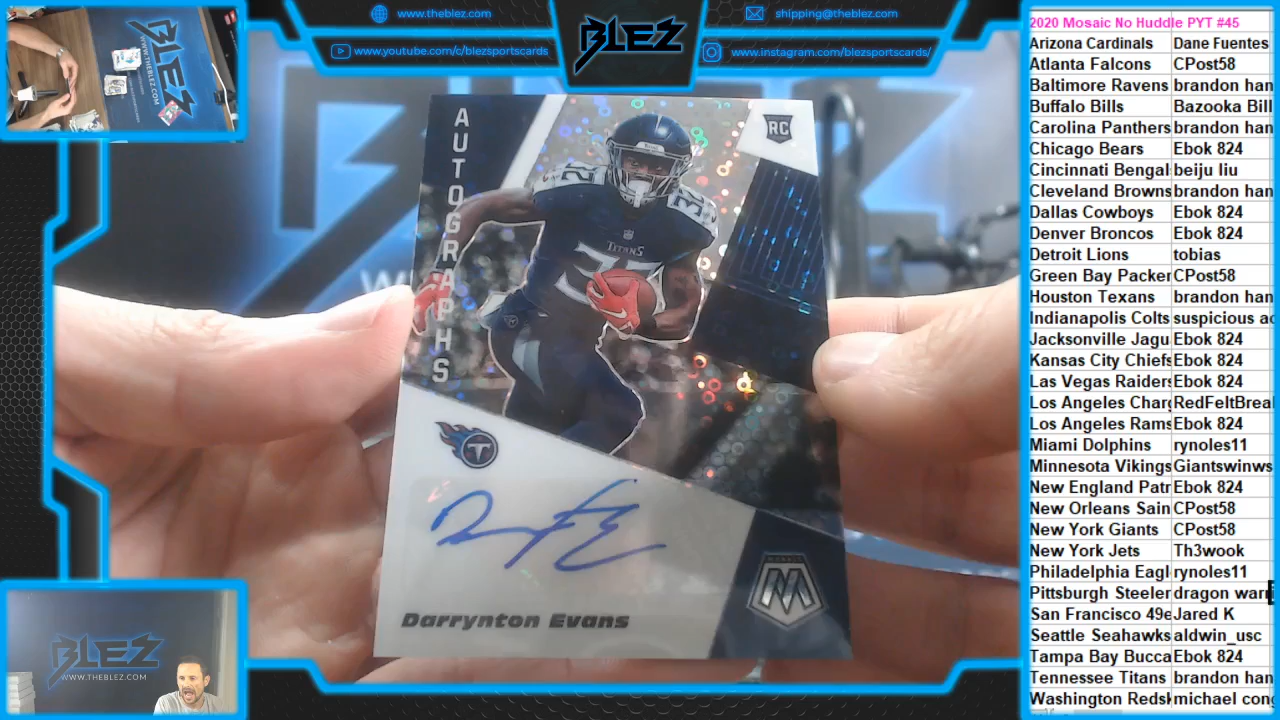 www.theblez.com
www.youtube.com/c/blezsportscards
BLEZ
shipping@theblez.com
www.instagram.com/blezsportscards/
BLEZ
WWW.THEBLEZ.COM
AUTOGRAPHS
RC
32
TITANS
32
32
T
Darrynton Evans
MOSAIC
M
BLEZ
WWW.THEBLEZ.COM
2020 Mosaic No Huddle PYT #45
Arizona Cardinals Dane Fuentes
Atlanta Falcons CPost58
Baltimore Ravens brandon han
Buffalo Bills Bazooka Bill
Carolina Panthers brandon han
Chicago Bears Ebok 824
Cincinnati Bengal beiju liu
Cleveland Browns brandon han
Dallas Cowboys Ebok 824
Denver Broncos Ebok 824
Detroit Lions tobias
Green Bay Packer CPost58
Houston Texans brandon han
Indianapolis Colts suspicious ac
Jacksonville Jagu Ebok 824
Kansas City Chiefs Ebok 824
Las Vegas Raiders Ebok 824
Los Angeles Charg RedFeltBreak
Los Angeles Rams Ebok 824
Miami Dolphins rynoles11
Minnesota Vikings Giantswinws
New England Patr Ebok 824
New Orleans Sain CPost58
New York Giants CPost58
New York Jets Th3wook
Philadelphia Eagl rynoles11
Pittsburgh Steeler dragon warri
San Francisco 49e Jared K
Seattle Seahawks aldwin_usc
Tampa Bay Bucca Ebok 824
Tennessee Titans brandon han
Washington Redsk michael cong